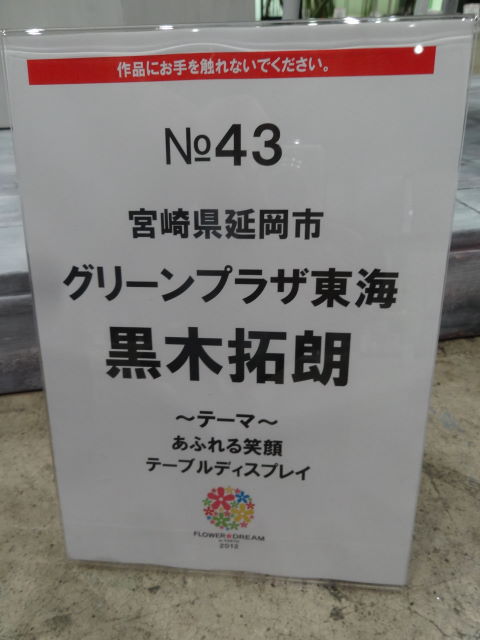 作品にお手を触れないでください。
№43
宮崎県延岡市
グリーンプラザ東海
黒木拓朗
～テーマ～
あふれる笑顔
テーブルディスプレイ
FLOWER DREAM
in TOKYO
2012